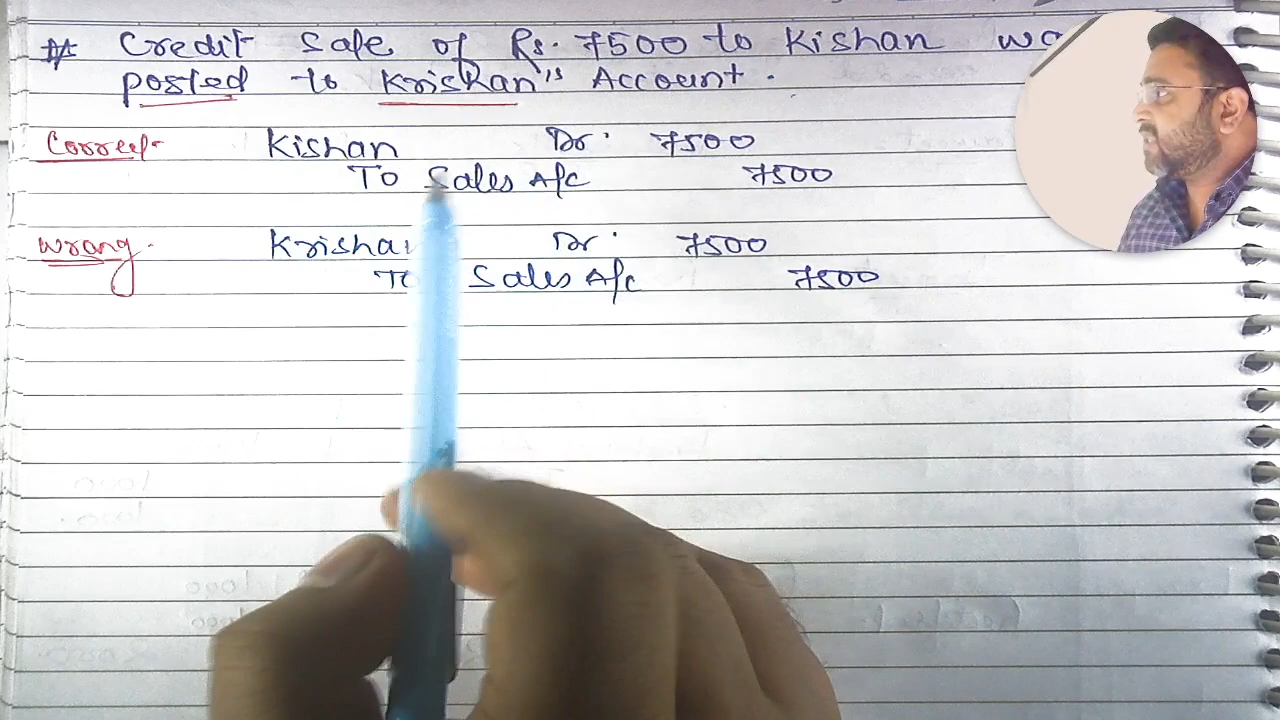 Credit Sale of Rs. 7500 to Kishan
posted to Krishan's Account.
Correct- Kishan Dr. 7500
To Sales A/c 7500
Wrong. Krishan Dr. 7500
To Sales A/c 7500